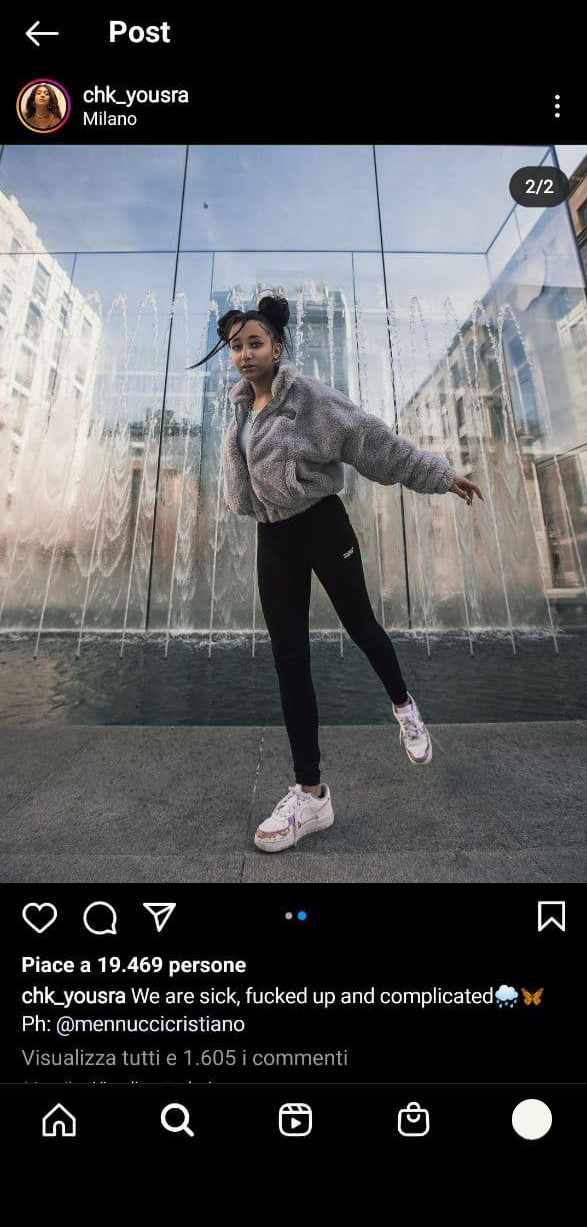 Post
chk_yousra
Milano
2/2
Piace a 19.469 persone
chk_yousra We are sick, fucked up and complicated🌧️🦋
Ph: @mennuccicristiano
Visualizza tutti e 1.605 i commenti